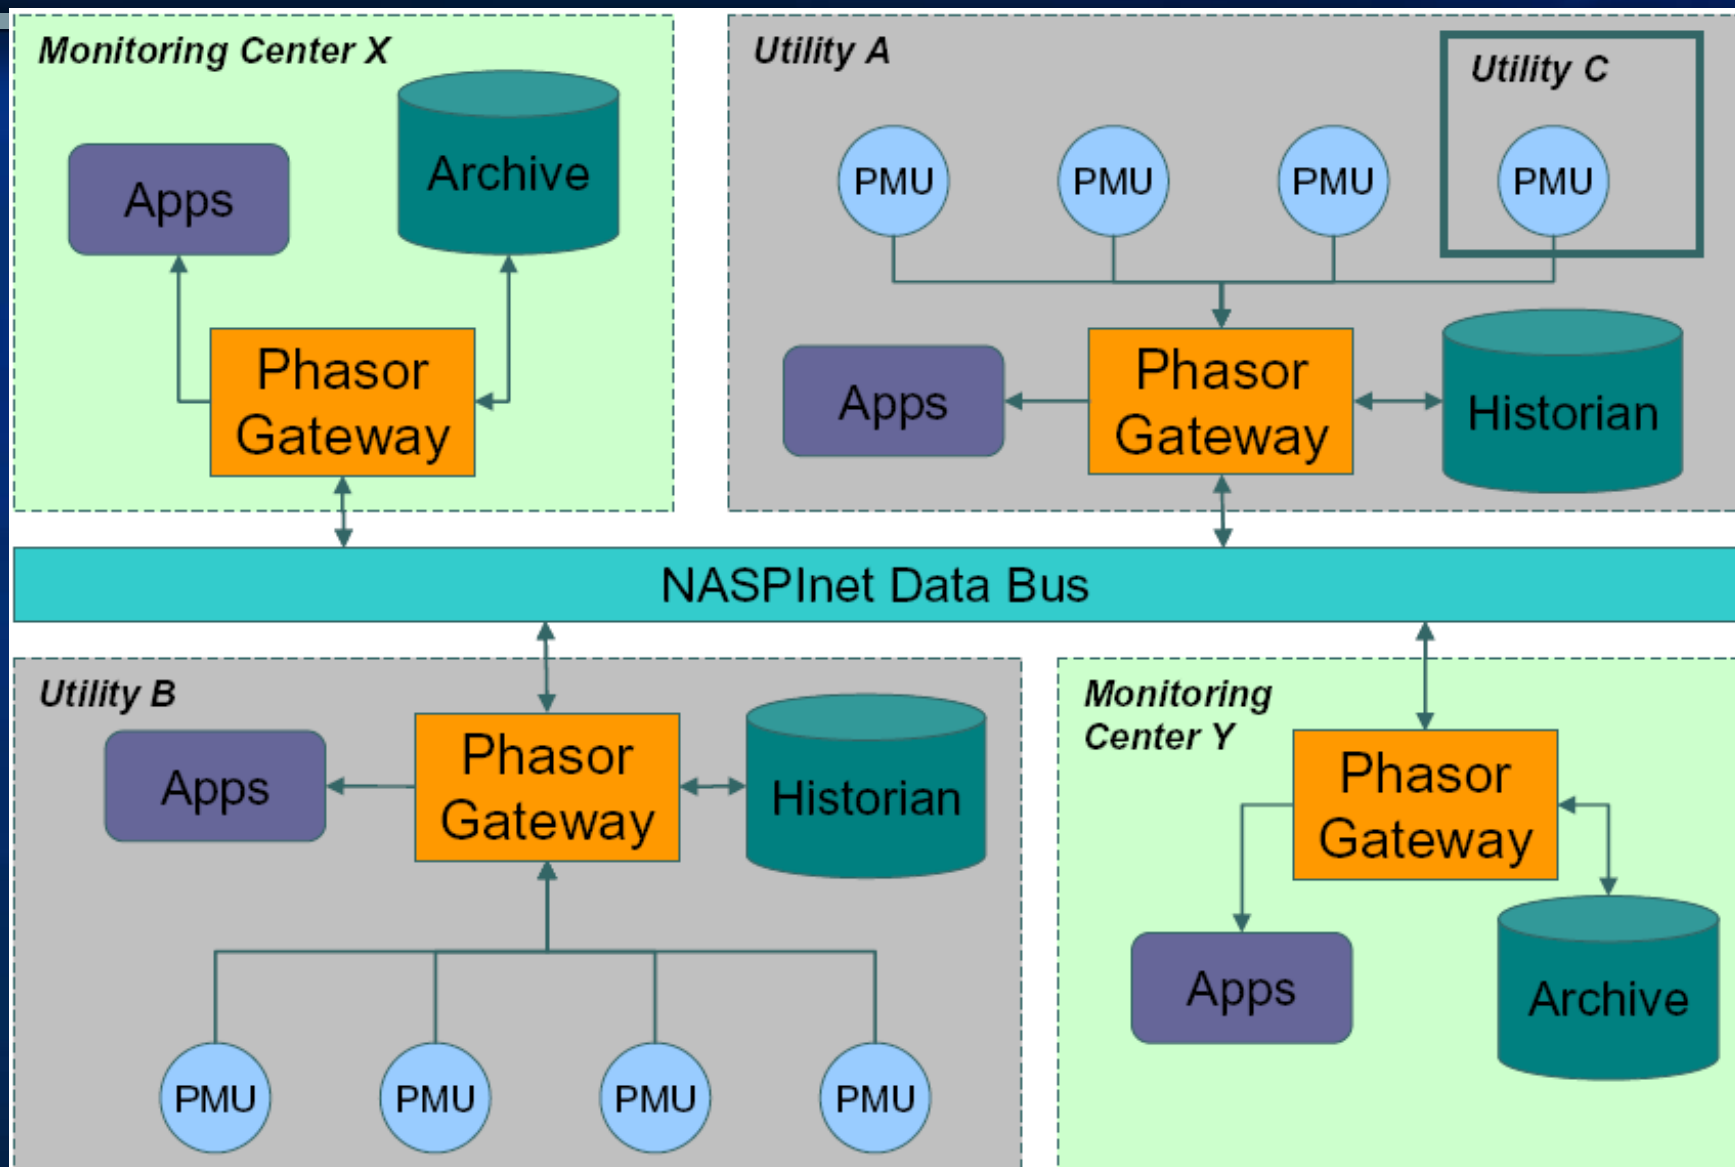 Monitoring Center X
Archive
Apps
Phasor
Gateway
Utility A
Utility C
PMU
PMU
PMU
PMU
Phasor
Gateway
Apps
Historian
NASPInet Data Bus
Utility B
Phasor
Gateway
Apps
Historian
PMU
PMU
PMU
PMU
Monitoring
Center Y
Phasor
Gateway
Apps
Archive